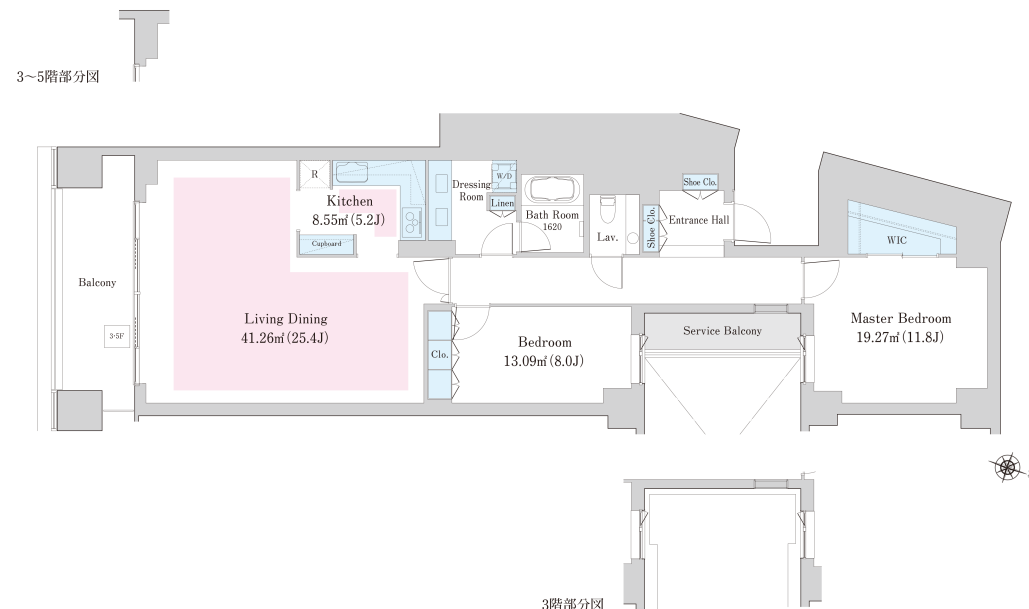 3〜5階部分図
R
Kitchen
8.55㎡(5.2J)
Cupboard
Dressing
Room
W/D
Linen
Bath Room
1620
Lav.
Shoe Clo.
Shoe Clo.
Entrance Hall
WIC
Balcony
3·5F
Living Dining
41.26㎡(25.4J)
Clo.
Bedroom
13.09㎡(8.0J)
Service Balcony
Master Bedroom
19.27㎡(11.8J)
3階部分図